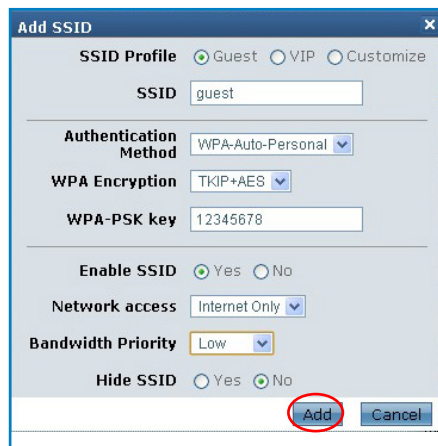 Add SSID x
SSID Profile Guest VIP Customize
SSID guest
Authentication
Method WPA-Auto-Personal
WPA Encryption TKIP+AES
WPA-PSK key 12345678
Enable SSID Yes No
Network access Internet Only
Bandwidth Priority Low
Hide SSID Yes No
Add Cancel